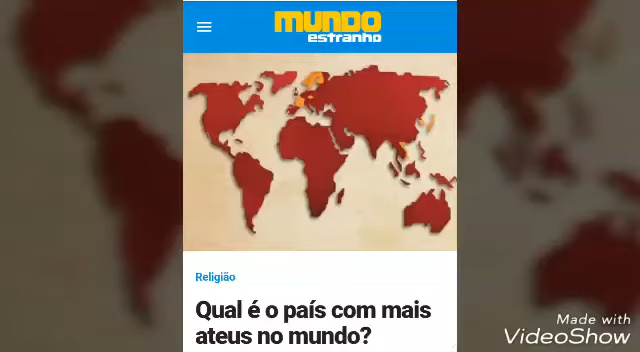 MUNDO
estranho
Religião
Qual é o país com mais
ateus no mundo?
Made with
VideoShow